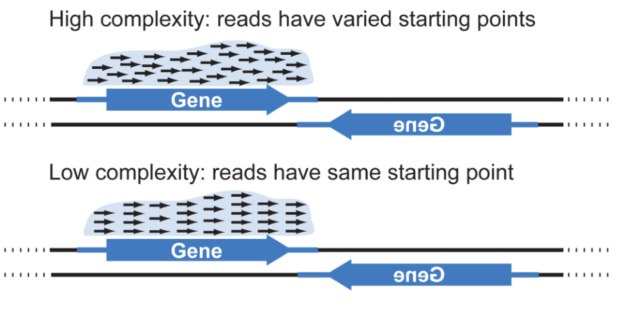 High complexity: reads have varied starting points
Gene
Gene
Low complexity: reads have same starting point
Gene
Gene